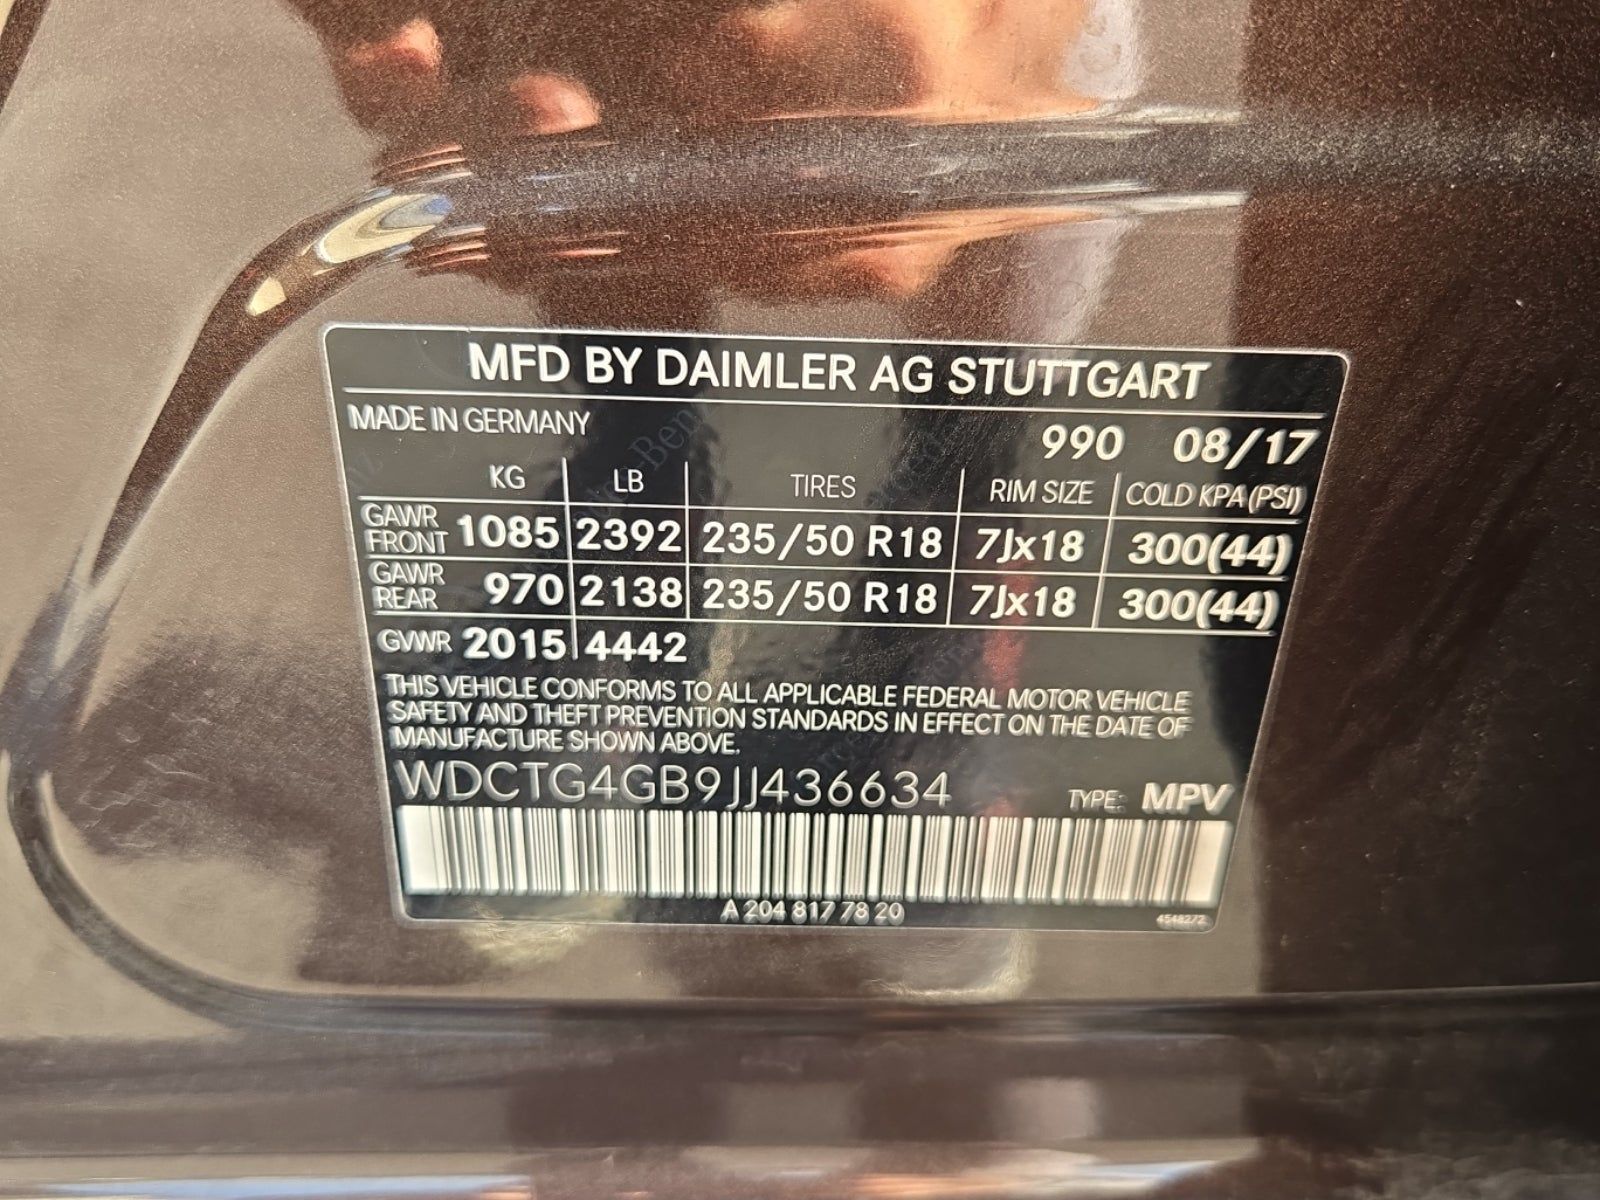 MFD BY DAIMLER AG STUTTGART
MADE IN GERMANY
990 08/17
KG LB TIRES RIM SIZE COLD KPA(PSI)
GAWR FRONT 1085 2392 235/50 R18 7Jx18 300(44)
GAWR REAR 970 2138 235/50 R18 7Jx18 300(44)
GVWR 2015 4442
THIS VEHICLE CONFORMS TO ALL APPLICABLE FEDERAL MOTOR VEHICLE
SAFETY AND THEFT PREVENTION STANDARDS IN EFFECT ON THE DATE OF
MANUFACTURE SHOWN ABOVE.
WDCTG4GB9JJ436634 TYPE: MPV
A 204 817 78 20
4548272